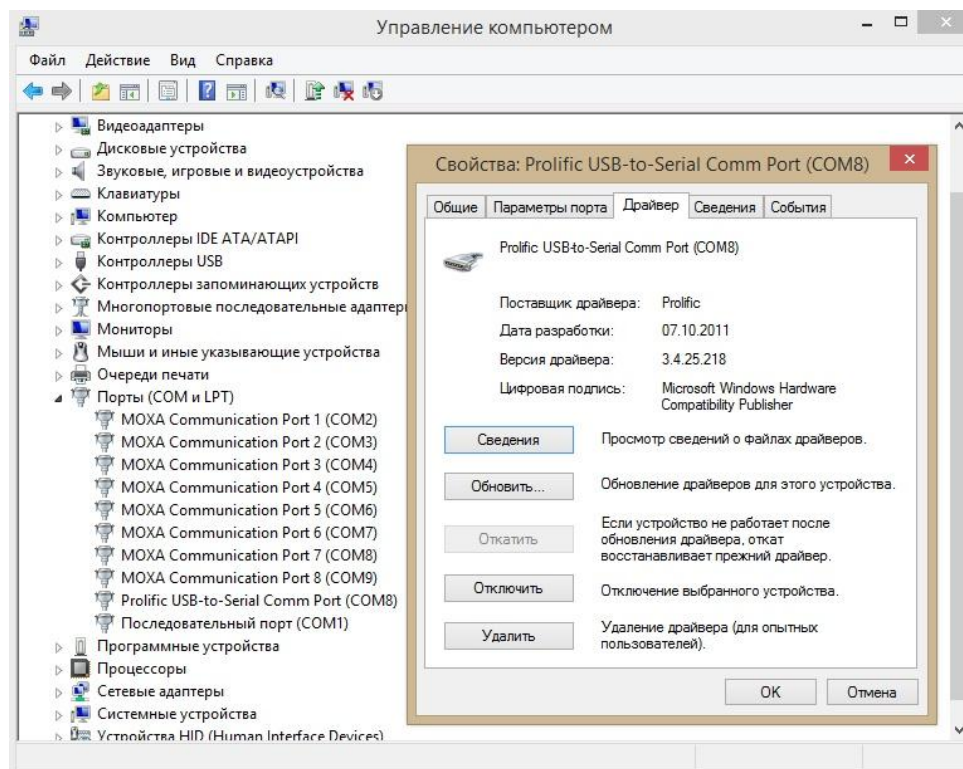 Управление компьютером
Файл Действие Вид Справка
Видеоадаптеры
Дисковые устройства
Звуковые, игровые и видеоустройства
Клавиатуры
Компьютер
Контроллеры IDE ATA/ATAPI
Контроллеры USB
Контроллеры запоминающих устройств
Многопортовые последовательные адаптеры
Мониторы
Мыши и иные указывающие устройства
Очереди печати
Порты (COM и LPT)
MOXA Communication Port 1 (COM2)
MOXA Communication Port 2 (COM3)
MOXA Communication Port 3 (COM4)
MOXA Communication Port 4 (COM5)
MOXA Communication Port 5 (COM6)
MOXA Communication Port 6 (COM7)
MOXA Communication Port 7 (COM8)
MOXA Communication Port 8 (COM9)
Prolific USB-to-Serial Comm Port (COM8)
Последовательный порт (COM1)
Программные устройства
Процессоры
Сетевые адаптеры
Системные устройства
Устройства HID (Human Interface Devices)
Свойства: Prolific USB-to-Serial Comm Port (COM8)
Общие Параметры порта Драйвер Сведения События
Prolific USB-to-Serial Comm Port (COM8)
Поставщик драйвера: Prolific
Дата разработки: 07.10.2011
Версия драйвера: 3.4.25.218
Цифровая подпись: Microsoft Windows Hardware
Compatibility Publisher
Сведения Просмотр сведений о файлах драйверов.
Обновить... Обновление драйверов для этого устройства.
Откатить Если устройство не работает после
обновления драйвера, откат
восстанавливает прежний драйвер.
Отключить Отключение выбранного устройства.
Удалить Удаление драйвера (для опытных
пользователей).
OK Отмена